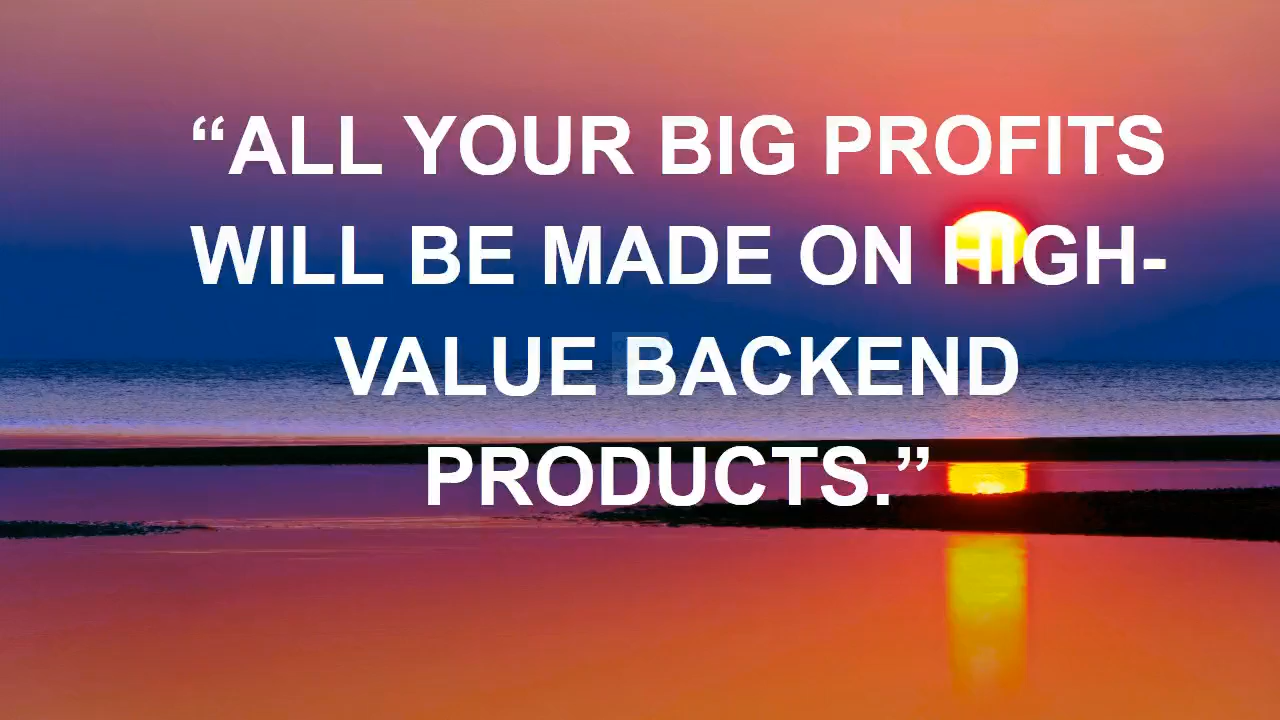 “ALL YOUR BIG PROFITS
WILL BE MADE ON HIGH-
VALUE BACKEND
PRODUCTS.”